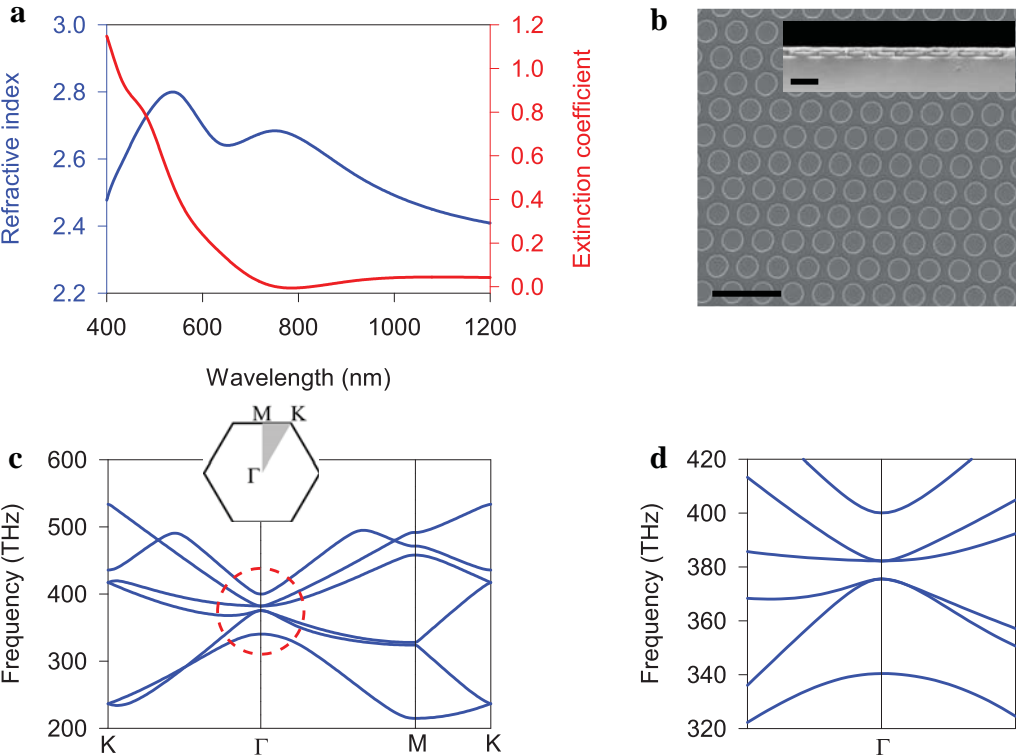 a
3.0
2.8
2.6
2.4
2.2
Refractive index
1.2
1.0
0.8
0.6
0.4
0.2
0.0
Extinction coefficient
400 600 800 1000 1200
Wavelength (nm)
b
c
M K
Γ
600
500
400
300
200
Frequency (THz)
K Γ M K
d
420
400
380
360
340
320
Frequency (THz)
Γ